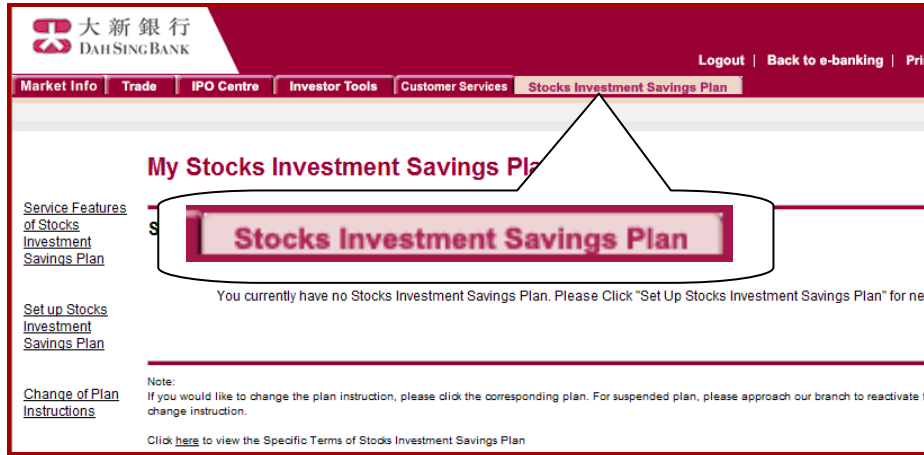 大新銀行
DAH SING BANK
Logout | Back to e-banking | Pri
Market Info Trade IPO Centre Investor Tools Customer Services Stocks Investment Savings Plan
My Stocks Investment Savings Pla
Service Features
of Stocks
Investment
Savings Plan
S
Stocks Investment Savings Plan
You currently have no Stocks Investment Savings Plan. Please Click "Set Up Stocks Investment Savings Plan" for ne
Set up Stocks
Investment
Savings Plan
Change of Plan
Instructions
Note:
If you would like to change the plan instruction, please click the corresponding plan. For suspended plan, please approach our branch to reactivate
change instruction.
Click here to view the Specific Terms of Stocks Investment Savings Plan